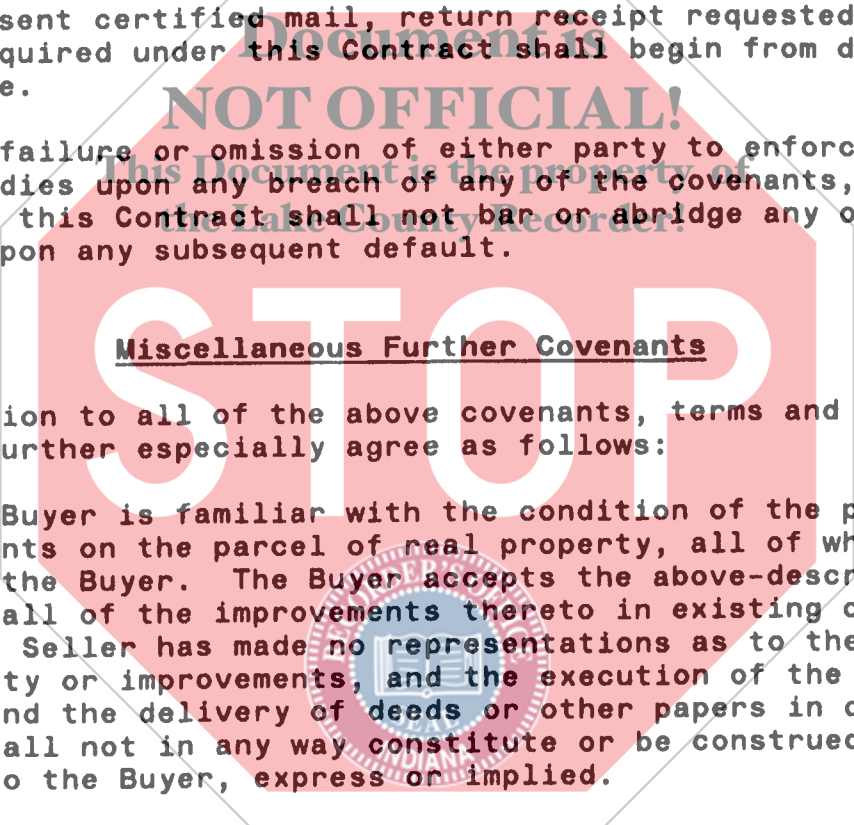 sent certified mail, return receipt requested
quired under this Contract shall begin from d
e.
Document is
NOT OFFICIAL!
This Document is the property of
the Lake County Recorder!
failure or omission of either party to enforc
dies upon any breach of any of the covenants,
this Contract shall not bar or abridge any o
pon any subsequent default.
STOP
Miscellaneous Further Covenants
ion to all of the above covenants, terms and
urther especially agree as follows:
Buyer is familiar with the condition of the p
nts on the parcel of real property, all of wh
the Buyer. The Buyer accepts the above-descr
all of the improvements thereto in existing c
Seller has made no representations as to the
ty or improvements, and the execution of the
nd the delivery of deeds or other papers in c
all not in any way constitute or be construed
o the Buyer, express or implied.
SEAL
INDIANA